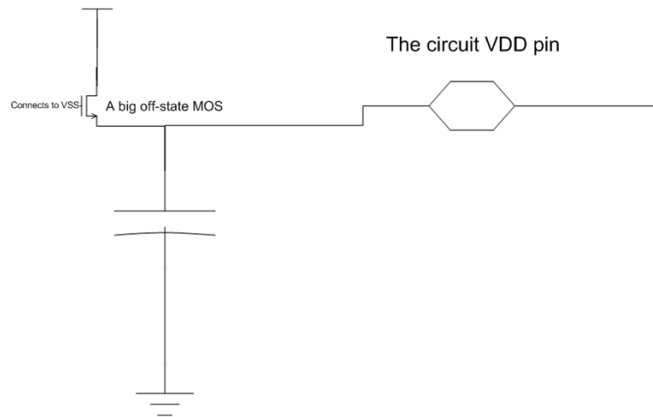 The circuit VDD pin
Connects to VSS
A big off-state MOS